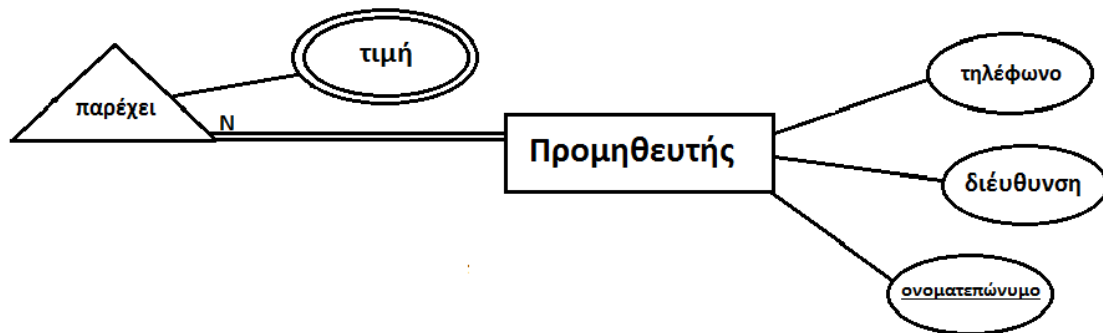 τιμή
τηλέφωνο
παρέχει
N
Προμηθευτής
διέυθυνση
ονοματεπώνυμο